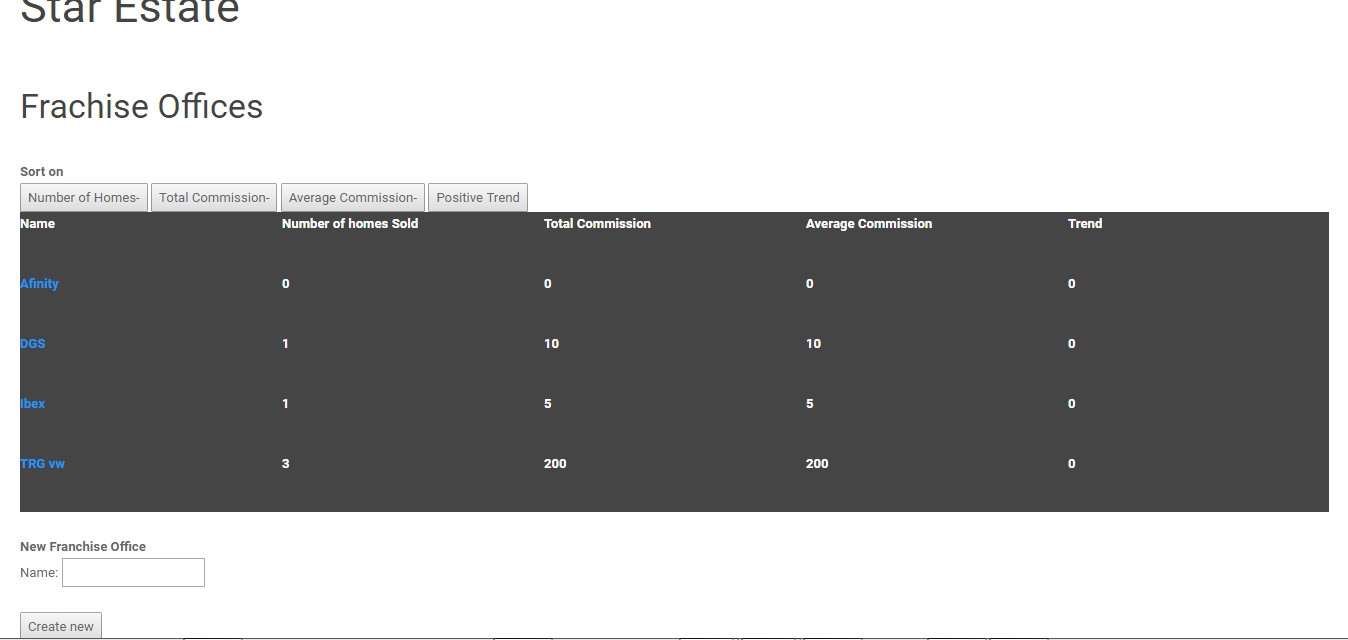 Star Estate
Frachise Offices
Sort on
Number of Homes- Total Commission- Average Commission- Positive Trend
Name Number of homes Sold Total Commission Average Commission Trend
Afinity 0 0 0 0
DGS 1 10 10 0
Ibex 1 5 5 0
TRG vw 3 200 200 0
New Franchise Office
Name:
Create new